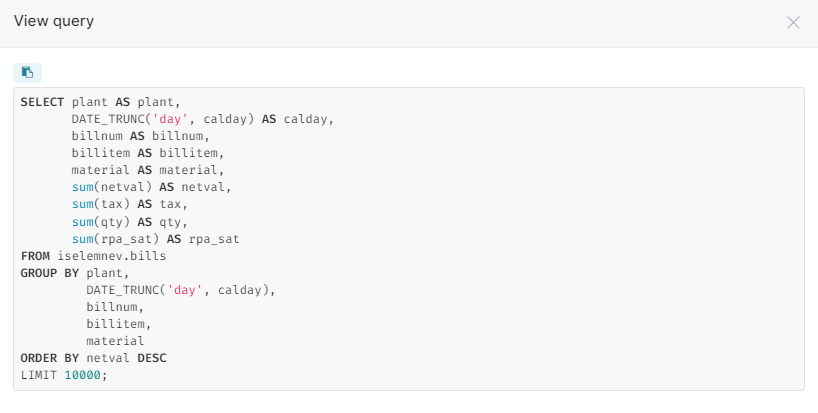 View query
SELECT plant AS plant,
       DATE_TRUNC('day', calday) AS calday,
       billnum AS billnum,
       billitem AS billitem,
       material AS material,
       sum(netval) AS netval,
       sum(tax) AS tax,
       sum(qty) AS qty,
       sum(rpa_sat) AS rpa_sat
FROM iselemnev.bills
GROUP BY plant,
         DATE_TRUNC('day', calday),
         billnum,
         billitem,
         material
ORDER BY netval DESC
LIMIT 10000;